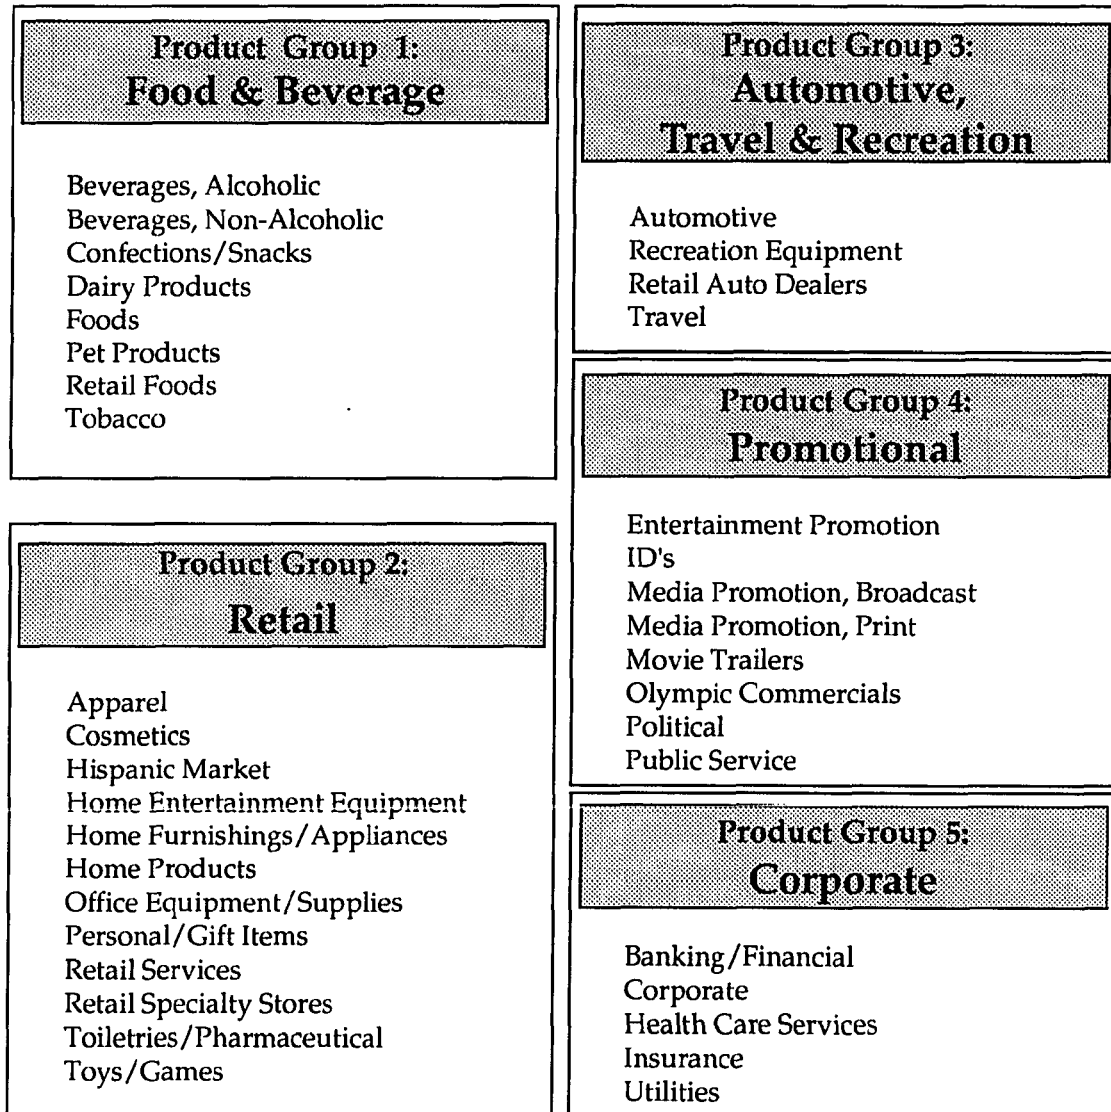 Product Group 1:
Food & Beverage
Beverages, Alcoholic
Beverages, Non-Alcoholic
Confections/Snacks
Dairy Products
Foods
Pet Products
Retail Foods
Tobacco
Product Group 2:
Retail
Apparel
Cosmetics
Hispanic Market
Home Entertainment Equipment
Home Furnishings/Appliances
Home Products
Office Equipment/Supplies
Personal/Gift Items
Retail Services
Retail Specialty Stores
Toiletries/Pharmaceutical
Toys/Games
Product Group 3:
Automotive,
Travel & Recreation
Automotive
Recreation Equipment
Retail Auto Dealers
Travel
Product Group 4:
Promotional
Entertainment Promotion
ID's
Media Promotion, Broadcast
Media Promotion, Print
Movie Trailers
Olympic Commercials
Political
Public Service
Product Group 5:
Corporate
Banking/Financial
Corporate
Health Care Services
Insurance
Utilities